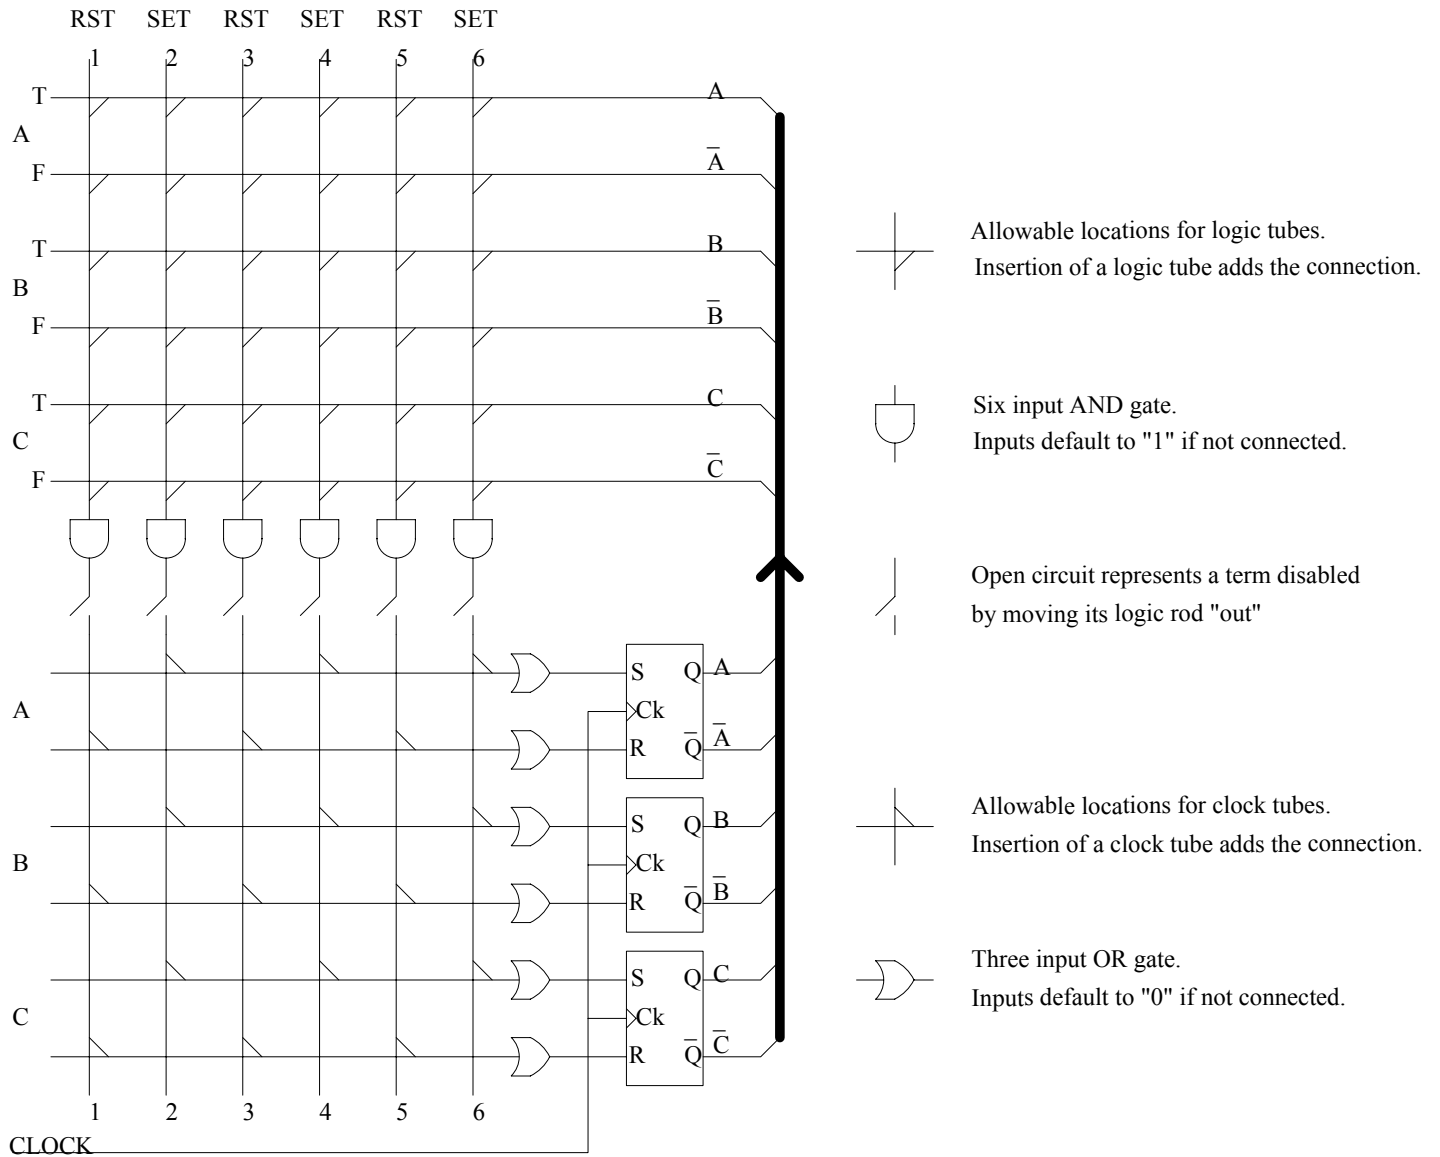 RST SET RST SET RST SET
1 2 3 4 5 6
T A
A
F A̅
T B
B
F B̅
T C
C
F C̅
Allowable locations for logic tubes.
Insertion of a logic tube adds the connection.
Six input AND gate.
Inputs default to "1" if not connected.
Open circuit represents a term disabled
by moving its logic rod "out"
S Q A
A Ck
R Q̅ A̅
S Q B
B Ck
R Q̅ B̅
S Q C
C Ck
R Q̅ C̅
Allowable locations for clock tubes.
Insertion of a clock tube adds the connection.
Three input OR gate.
Inputs default to "0" if not connected.
1 2 3 4 5 6
CLOCK